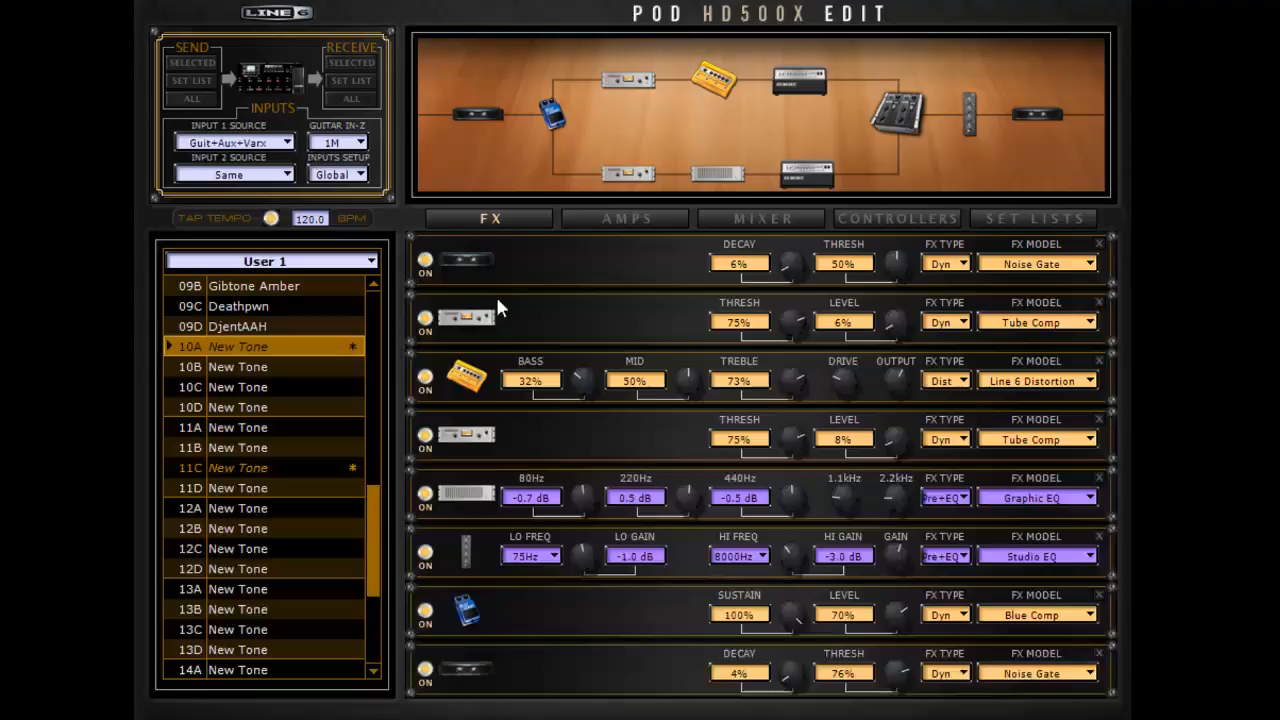 LINE 6
POD HD500X EDIT
SEND
RECEIVE
SELECTED
SELECTED
SET LIST
SET LIST
ALL
ALL
INPUTS
INPUT 1 SOURCE
GUITAR IN-Z
Guit+Aux+Varx
1M
INPUT 2 SOURCE
INPUTS SETUP
Same
Global
TAP TEMPO
120.0
BPM
FX
AMPS
MIXER
CONTROLLERS
SET LISTS
User 1
09B Gibtone Amber
09C Deathpwn
09D DjentAAH
10A New Tone *
10B New Tone
10C New Tone
10D New Tone
11A New Tone
11B New Tone
11C New Tone *
11D New Tone
12A New Tone
12B New Tone
12C New Tone
12D New Tone
13A New Tone
13B New Tone
13C New Tone
13D New Tone
14A New Tone
DECAY THRESH FX TYPE FX MODEL X
ON 6% 50% Dyn Noise Gate
THRESH LEVEL FX TYPE FX MODEL X
ON 75% 6% Dyn Tube Comp
BASS MID TREBLE DRIVE OUTPUT FX TYPE FX MODEL X
ON 32% 50% 73% Dist Line 6 Distortion
THRESH LEVEL FX TYPE FX MODEL X
ON 75% 8% Dyn Tube Comp
80Hz 220Hz 440Hz 1.1kHz 2.2kHz FX TYPE FX MODEL X
ON -0.7 dB 0.5 dB -0.5 dB Pre+EQ Graphic EQ
LO FREQ LO GAIN HI FREQ HI GAIN GAIN FX TYPE FX MODEL X
ON 75Hz -1.0 dB 8000Hz -3.0 dB Pre+EQ Studio EQ
SUSTAIN LEVEL FX TYPE FX MODEL X
ON 100% 70% Dyn Blue Comp
DECAY THRESH FX TYPE FX MODEL X
ON 4% 76% Dyn Noise Gate